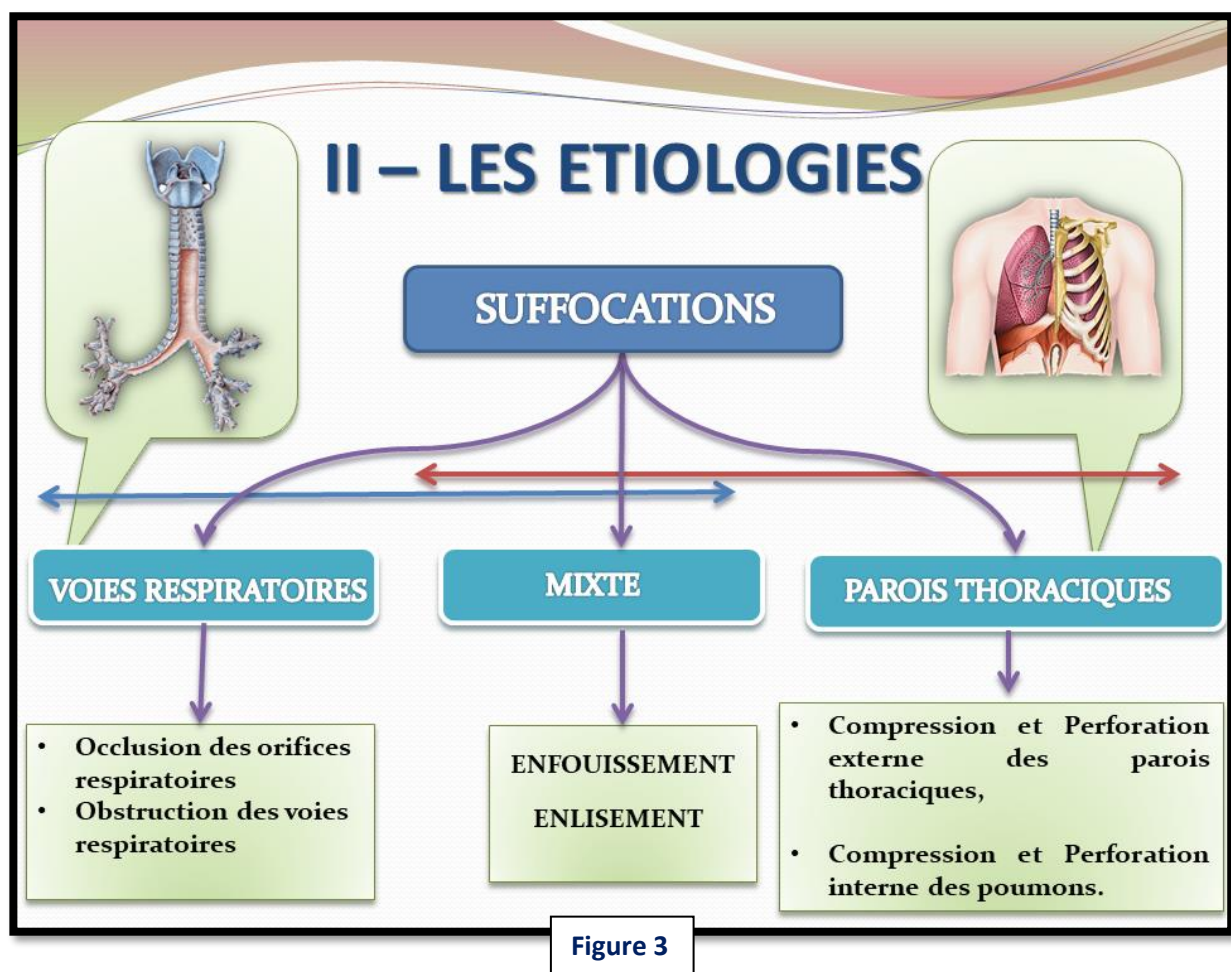 II – LES ETIOLOGIES
SUFFOCATIONS
VOIES RESPIRATOIRES
MIXTE
PAROIS THORACIQUES
• Occlusion des orifices
respiratoires
• Obstruction des voies
respiratoires
ENFOUISSEMENT
ENLISEMENT
• Compression et Perforation
externe des parois
thoraciques,
• Compression et Perforation
interne des poumons.
Figure 3